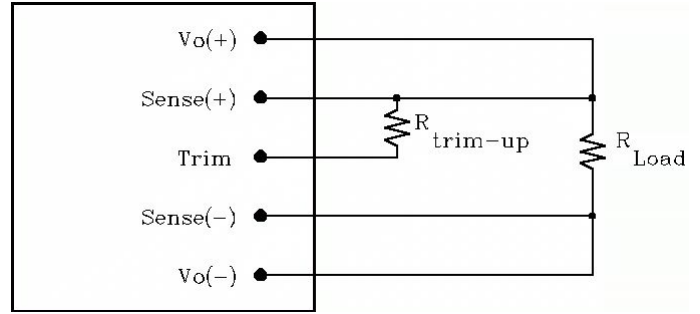 Vo(+)
Sense(+)
R
trim-up
R
Load
Trim
Sense(-)
Vo(-)